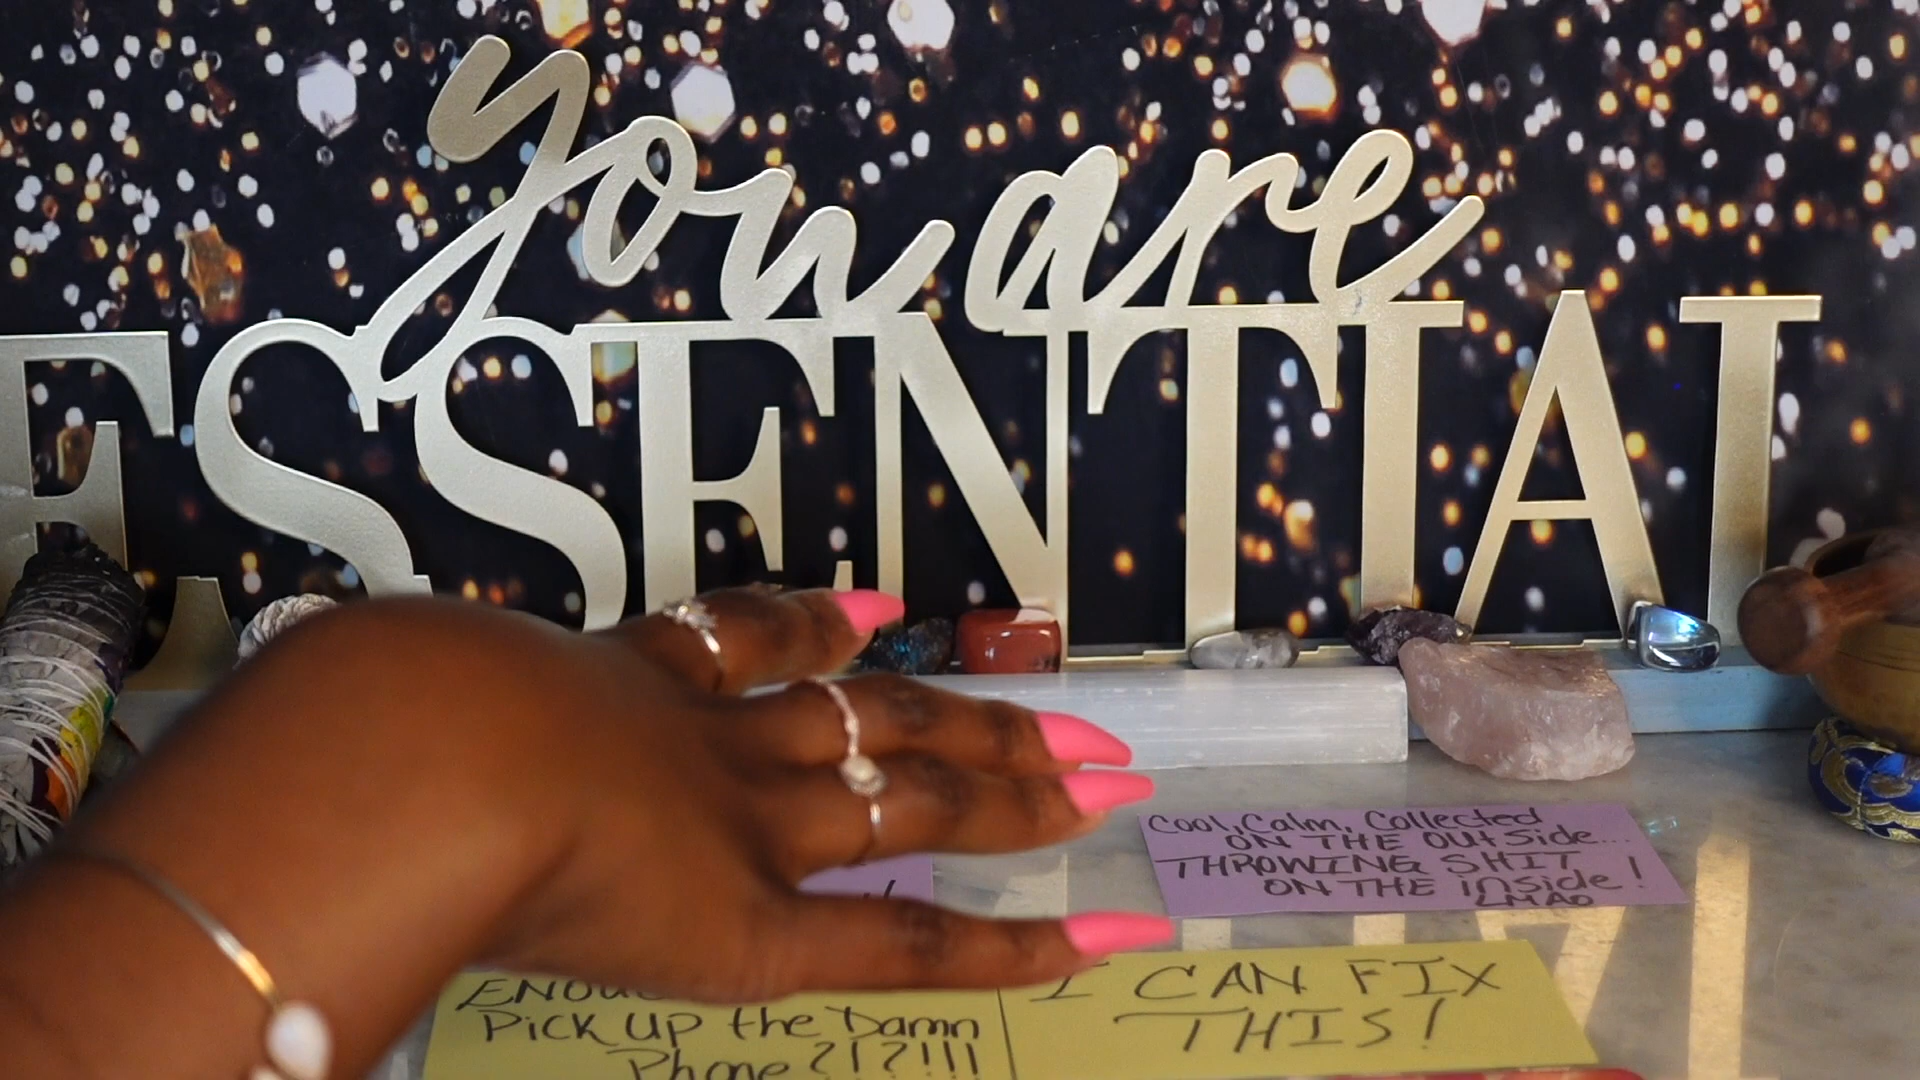 you are
ESSENTIAL
Cool, Calm, Collected
ON THE OUTSide...
THROWING SHIT
ON THE inside!
LMAO
Pick up the Damn
Phone?!?!!!
I CAN FIX
THIS!